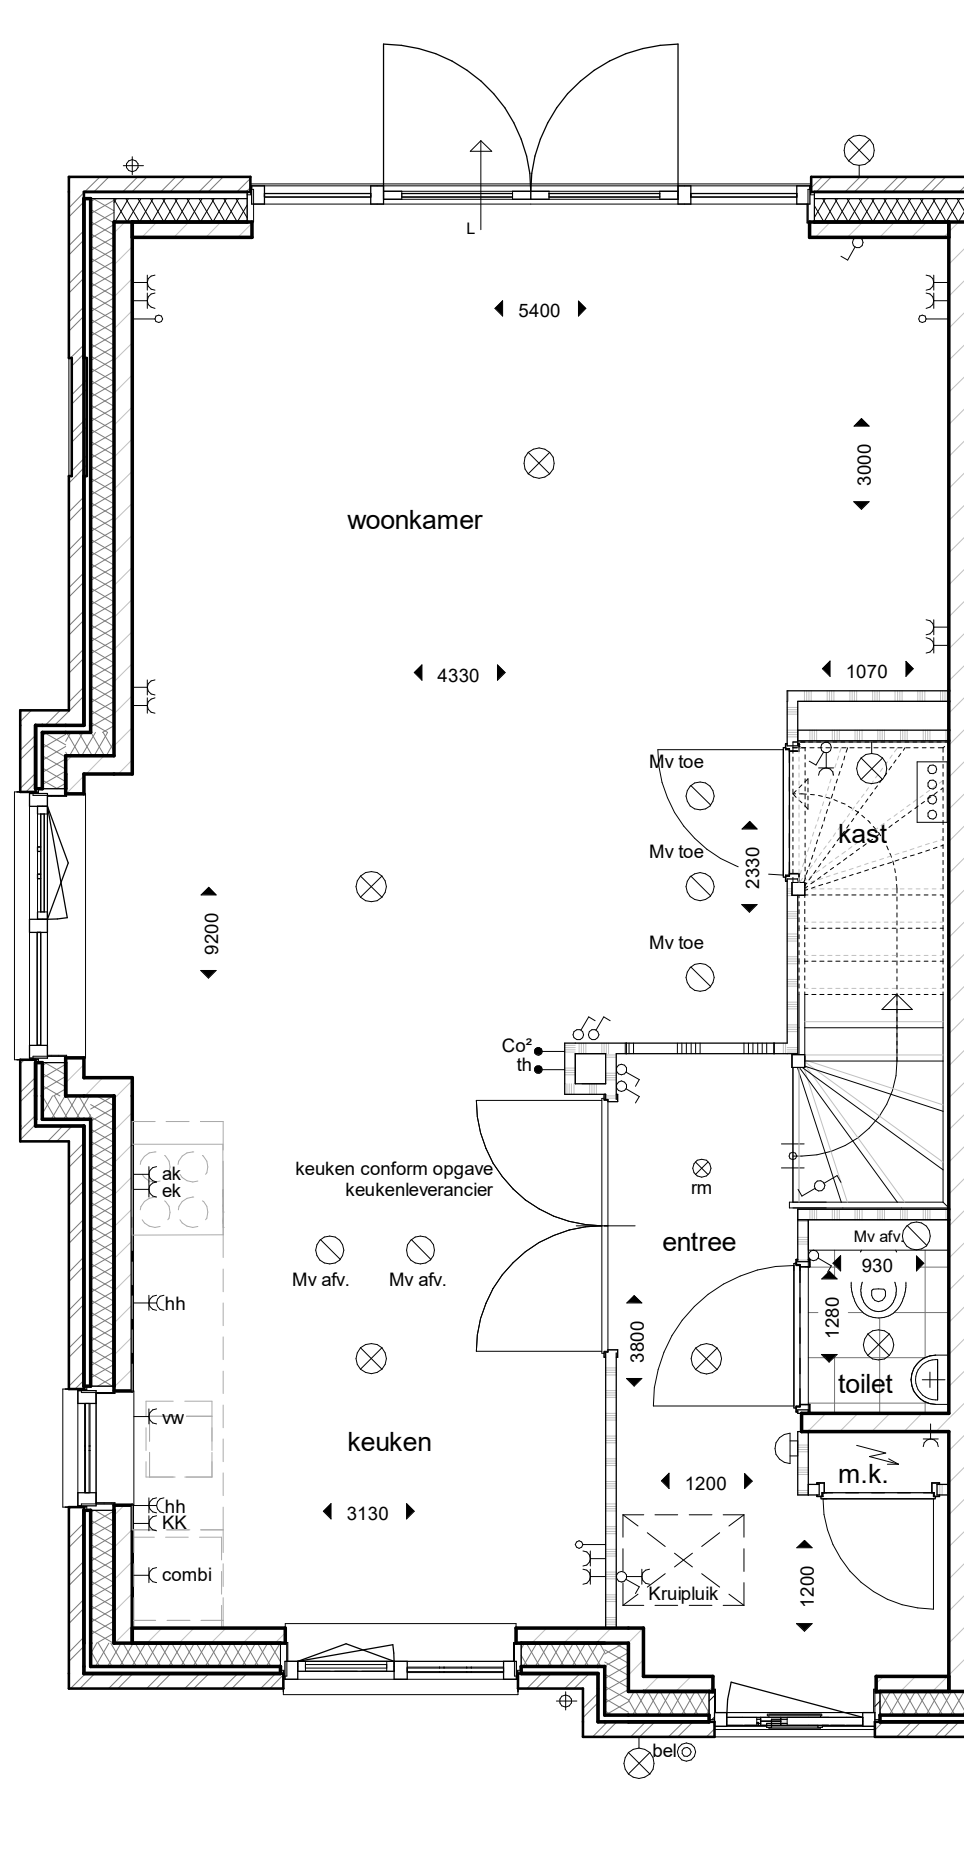 L
5400
3000
woonkamer
4330
1070
Mv toe
kast
Mv toe
2330
9200
Mv toe
Co²
th
keuken conform opgave
keukenleverancier
ak
ek
rm
entree
Mv afv.
930
Mv afv.
Mv afv.
hh
1280
3800
toilet
vw
keuken
m.k.
1200
hh
KK
3130
combi
Kruipluik
1200
bel